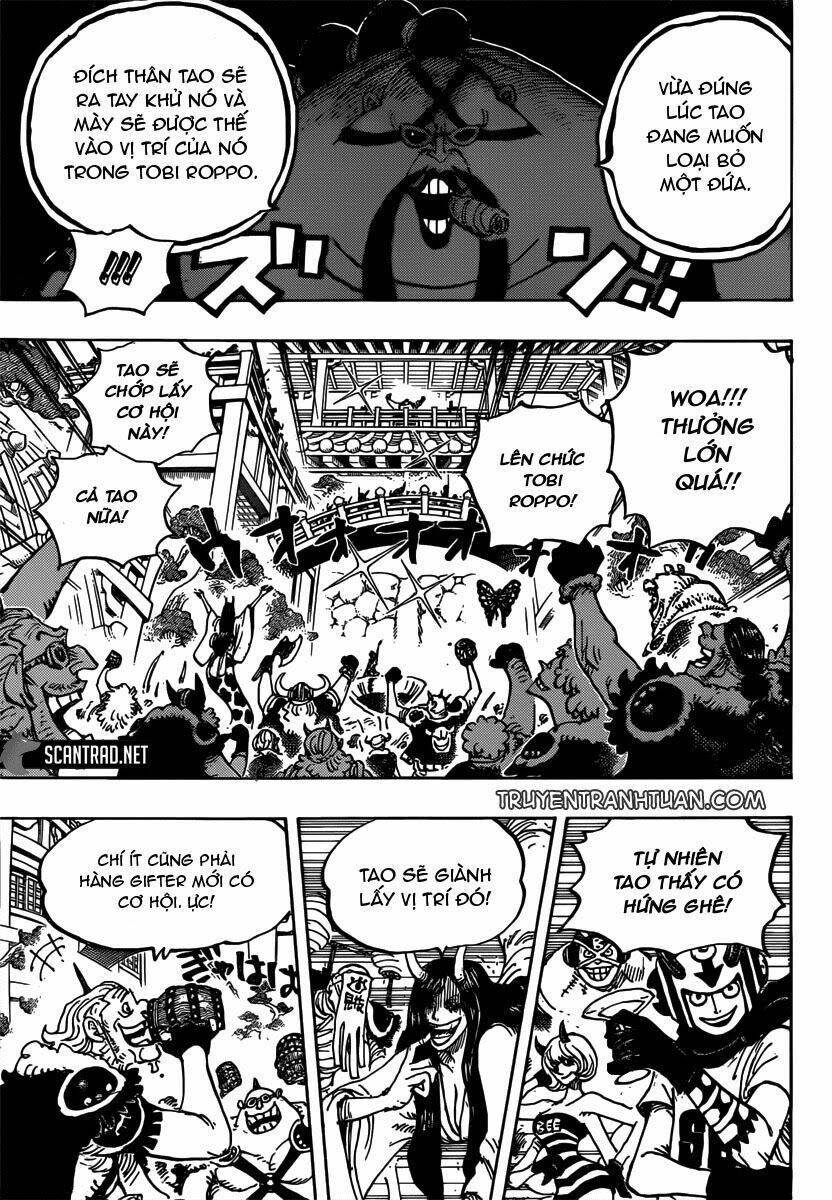 VỪA ĐÚNG
LÚC TAO
ĐANG MUỐN
LOẠI BỎ
MỘT ĐỨA.
ĐÍCH THÂN TAO SẼ
RA TAY KHỬ NÓ VÀ
MÀY SẼ ĐƯỢC THẾ
VÀO VỊ TRÍ CỦA NÓ
TRONG TOBI ROPPO.
ズン
!!!
WOA!!!
THƯỞNG
LỚN
QUÁ!!
LÊN CHỨC
TOBI
ROPPO!
TAO SẼ
CHỚP LẤY
CƠ HỘI
NÀY!
CẢ TAO
NỮA!
SCANTRAD.NET
TRUYENTRANHTUAN.COM
TỰ NHIÊN
TAO THẤY CÓ
HỨNG GHÊ!
BEE
TAO SẼ GIÀNH
LẤY VỊ TRÍ ĐÓ!
CHÍ ÍT CŨNG PHẢI
HÀNG GIFTER MỚI CÓ
CƠ HỘI. LỰC!